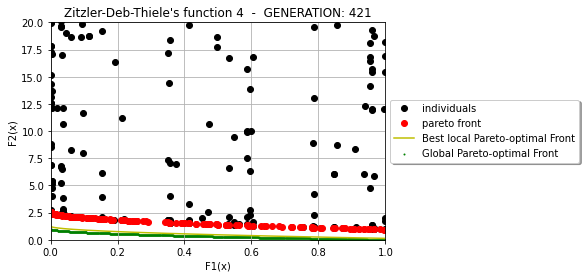 Zitzler-Deb-Thiele's function 4 - GENERATION: 421
20.0
17.5
15.0
12.5
10.0
7.5
5.0
2.5
0.0
F2(x)
0.0 0.2 0.4 0.6 0.8 1.0
F1(x)
individuals
pareto front
Best local Pareto-optimal Front
Global Pareto-optimal Front